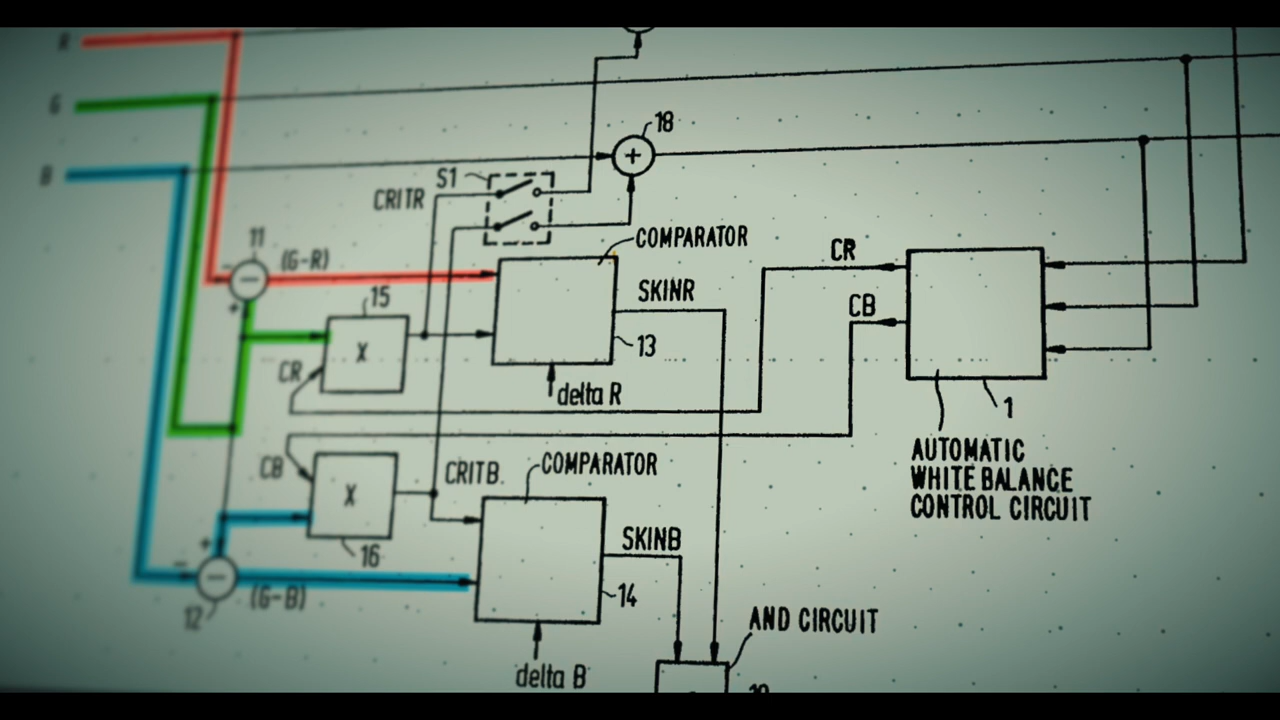 R
G
B
18
S1
CRITR
11
(G-R)
COMPARATOR
CR
15
SKINR
CB
X
13
CR
delta R
1
AUTOMATIC
WHITE BALANCE
CONTROL CIRCUIT
COMPARATOR
CB
CRITB
X
SKINB
16
14
(G-B)
12
AND CIRCUIT
delta B